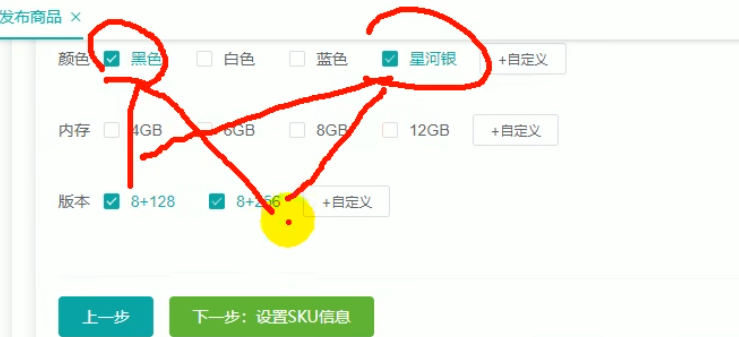 发布商品 ×
颜色 黑色 白色 蓝色 星河银 +自定义
内存 4GB 6GB 8GB 12GB +自定义
版本 8+128 8+256 +自定义
上一步 下一步：设置SKU信息